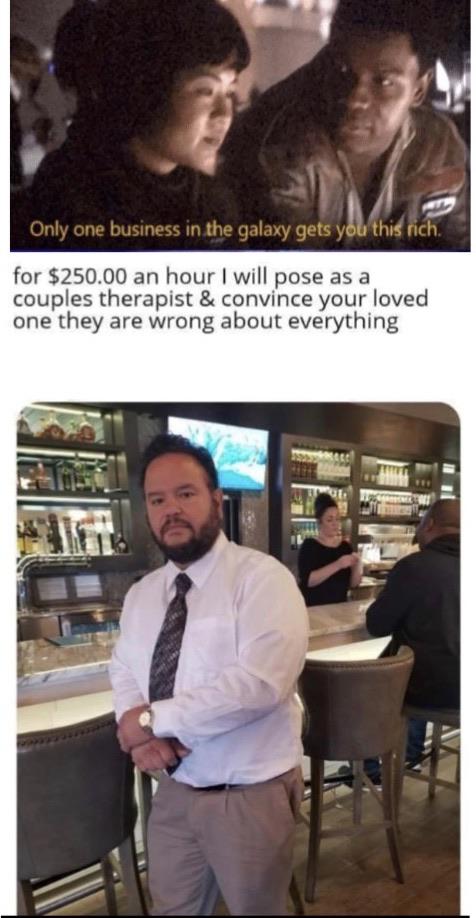 Only one business in the galaxy gets you this rich.
for $250.00 an hour I will pose as a
couples therapist & convince your loved
one they are wrong about everything